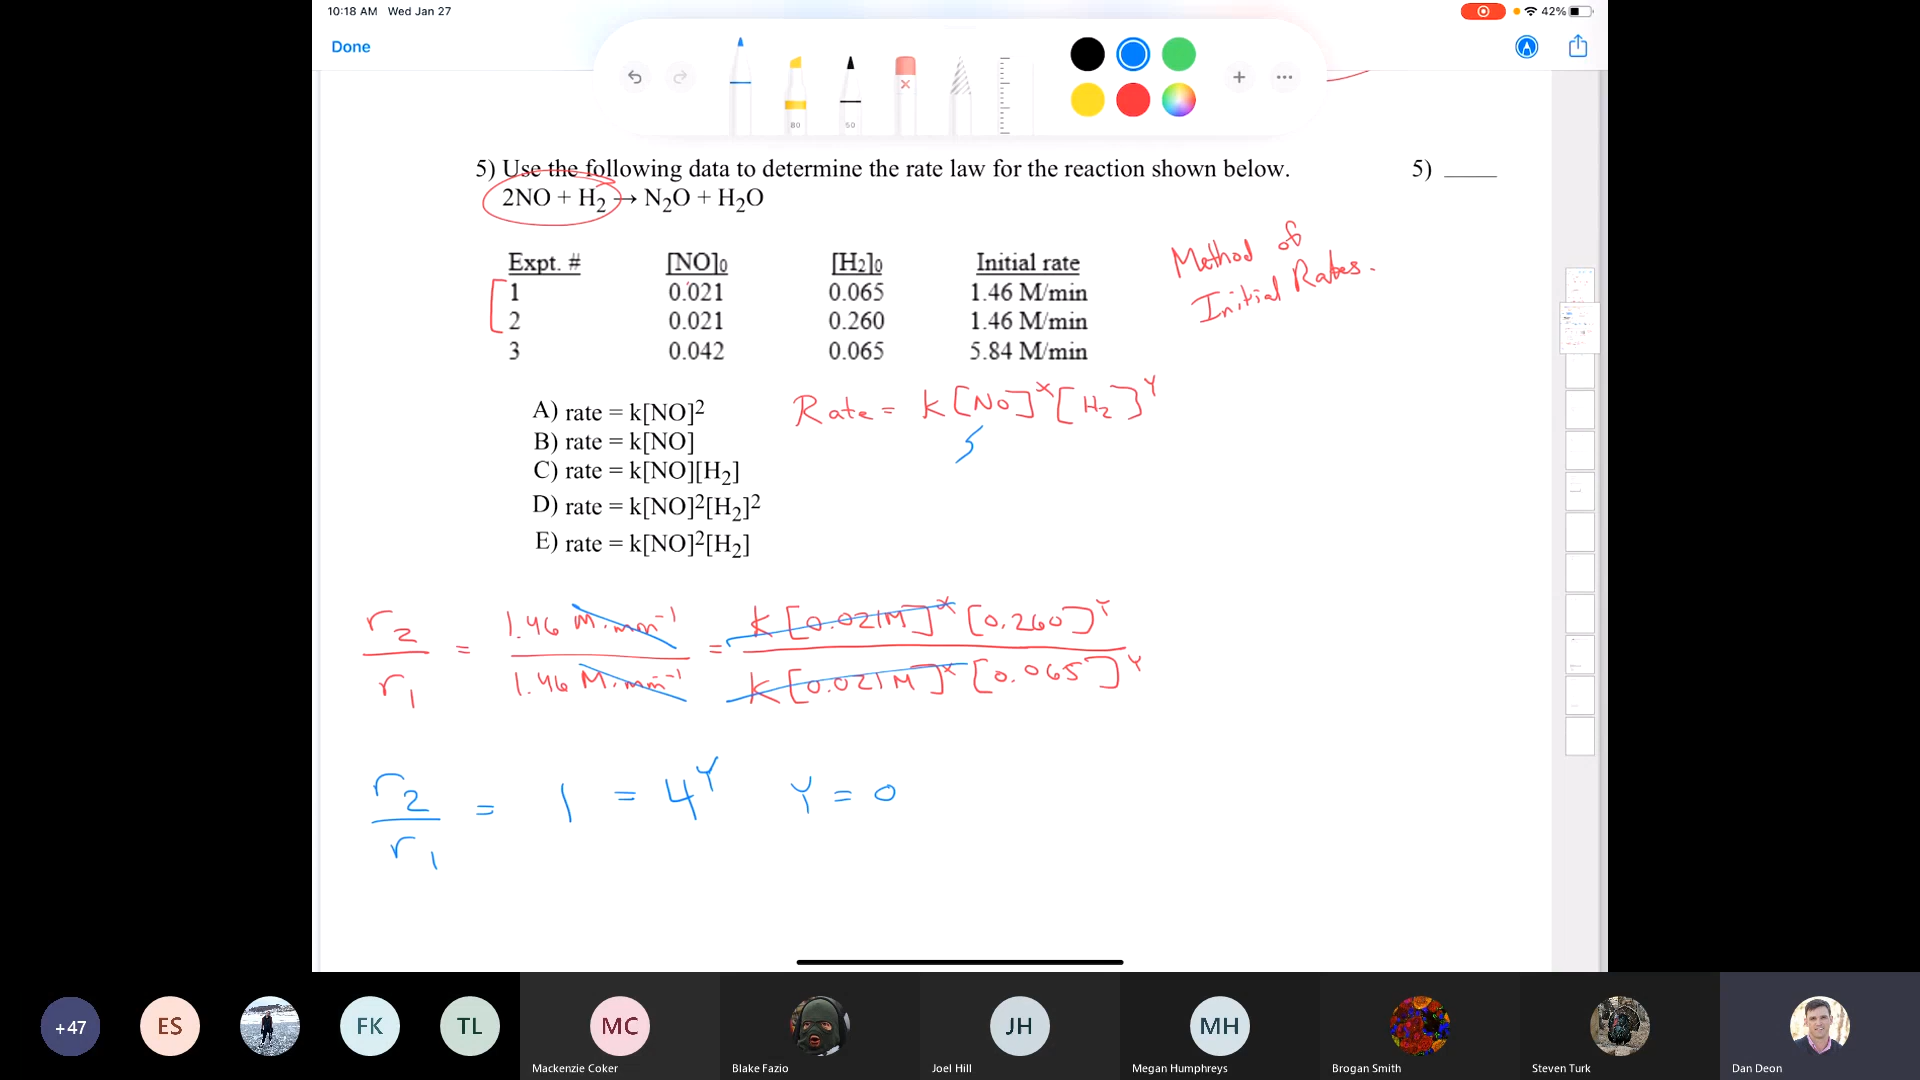 10:18 AM Wed Jan 27
42%
Done
80
50
5) Use the following data to determine the rate law for the reaction shown below.
5) ____
2NO + H₂ → N₂O + H₂O
Expt. # [NO]₀ [H₂]₀ Initial rate
1 0.021 0.065 1.46 M/min
2 0.021 0.260 1.46 M/min
3 0.042 0.065 5.84 M/min
Method of
Initial Rates.
A) rate = k[NO]²
B) rate = k[NO]
C) rate = k[NO][H₂]
D) rate = k[NO]²[H₂]²
E) rate = k[NO]²[H₂]
Rate = k[NO]ˣ[H₂]ʸ
r₂/r₁ = 1.46 M·min⁻¹/1.46 M·min⁻¹ = k[0.021M]ˣ[0.260]ʸ/k[0.021M]ˣ[0.065]ʸ
r₂/r₁ = 1 = 4ʸ Y = 0
+47
ES
FK
TL
MC
JH
MH
Mackenzie Coker
Blake Fazio
Joel Hill
Megan Humphreys
Brogan Smith
Steven Turk
Dan Deon